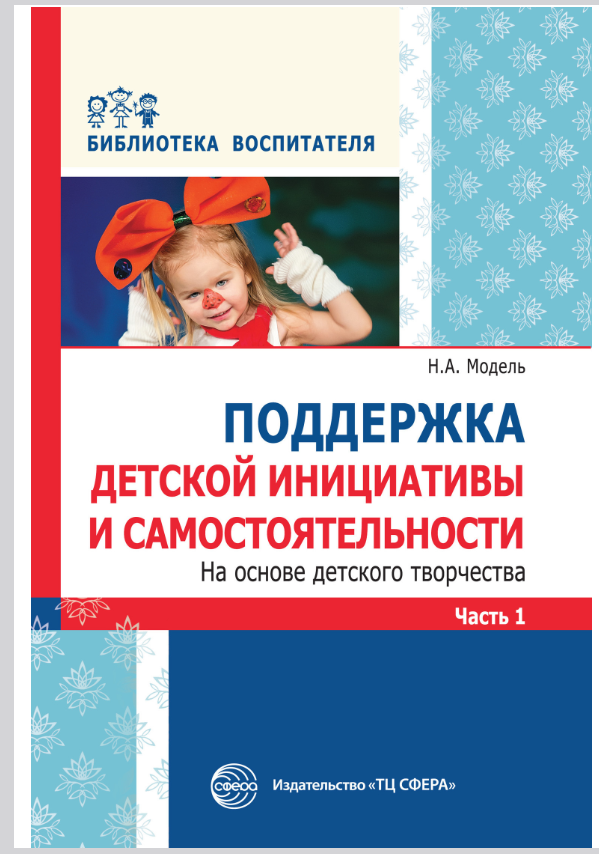 БИБЛИОТЕКА ВОСПИТАТЕЛЯ
Н.А. Модель
ПОДДЕРЖКА
ДЕТСКОЙ ИНИЦИАТИВЫ
И САМОСТОЯТЕЛЬНОСТИ
На основе детского творчества
Часть 1
сфера
Издательство «ТЦ СФЕРА»